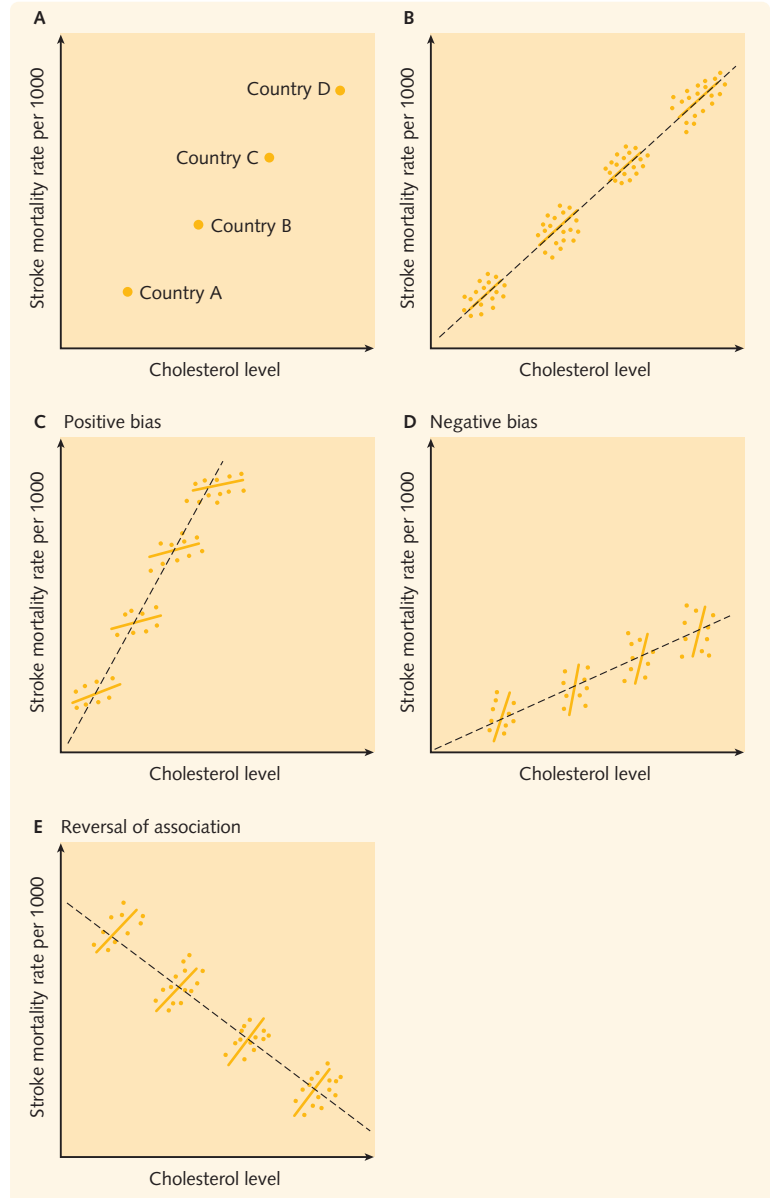 A
Stroke mortality rate per 1000
Country D
Country C
Country B
Country A
Cholesterol level
B
Stroke mortality rate per 1000
Cholesterol level
C Positive bias
Stroke mortality rate per 1000
Cholesterol level
D Negative bias
Stroke mortality rate per 1000
Cholesterol level
E Reversal of association
Stroke mortality rate per 1000
Cholesterol level